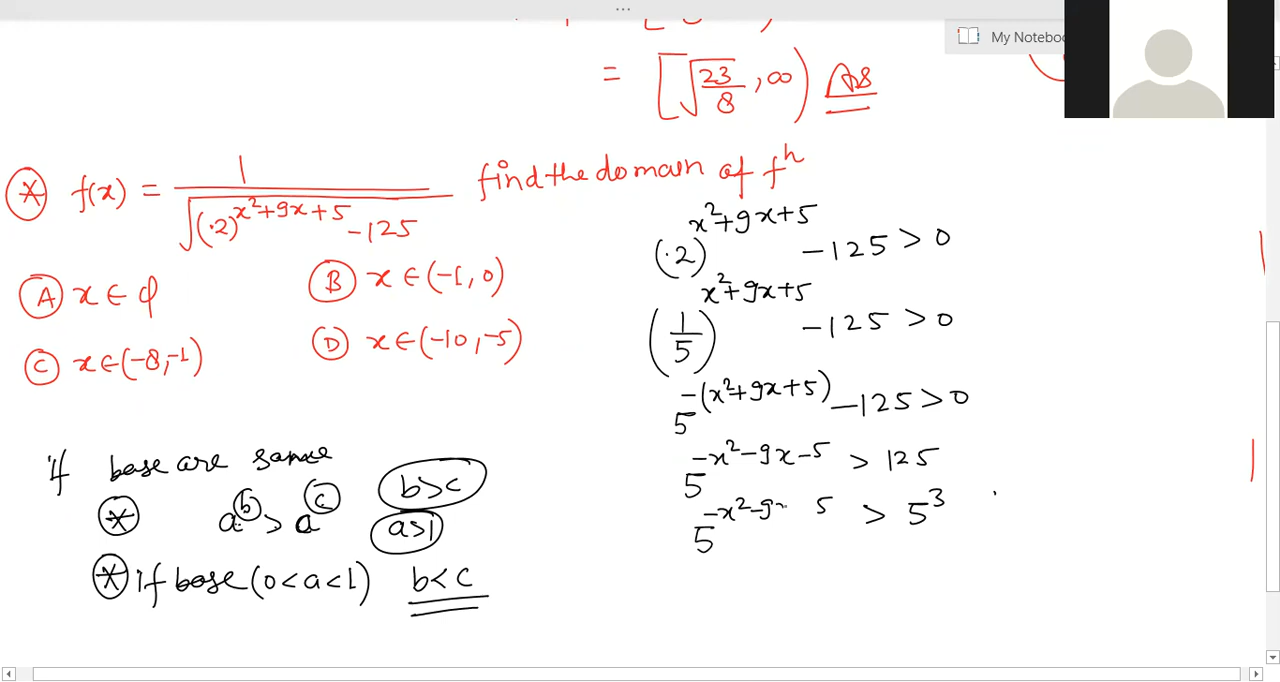 My Notebook
= [√23/8, ∞) Ans
* f(x) = 1/√((.2)^(x²+9x+5) -125) find the domain of fⁿ
(A) x ∈ φ
(B) x ∈ (-1, 0)
(C) x ∈ (-8, -1)
(D) x ∈ (-10, -5)
(.2)^(x²+9x+5) -125 > 0
(1/5)^(x²+9x+5) -125 > 0
5^(-(x²+9x+5)) -125 > 0
5^(-x²-9x-5) > 125
5^(-x²-9x 5) > 5³
If base are same
* a^b > a^c b>c a>1
* if base (0<a<1) b<c